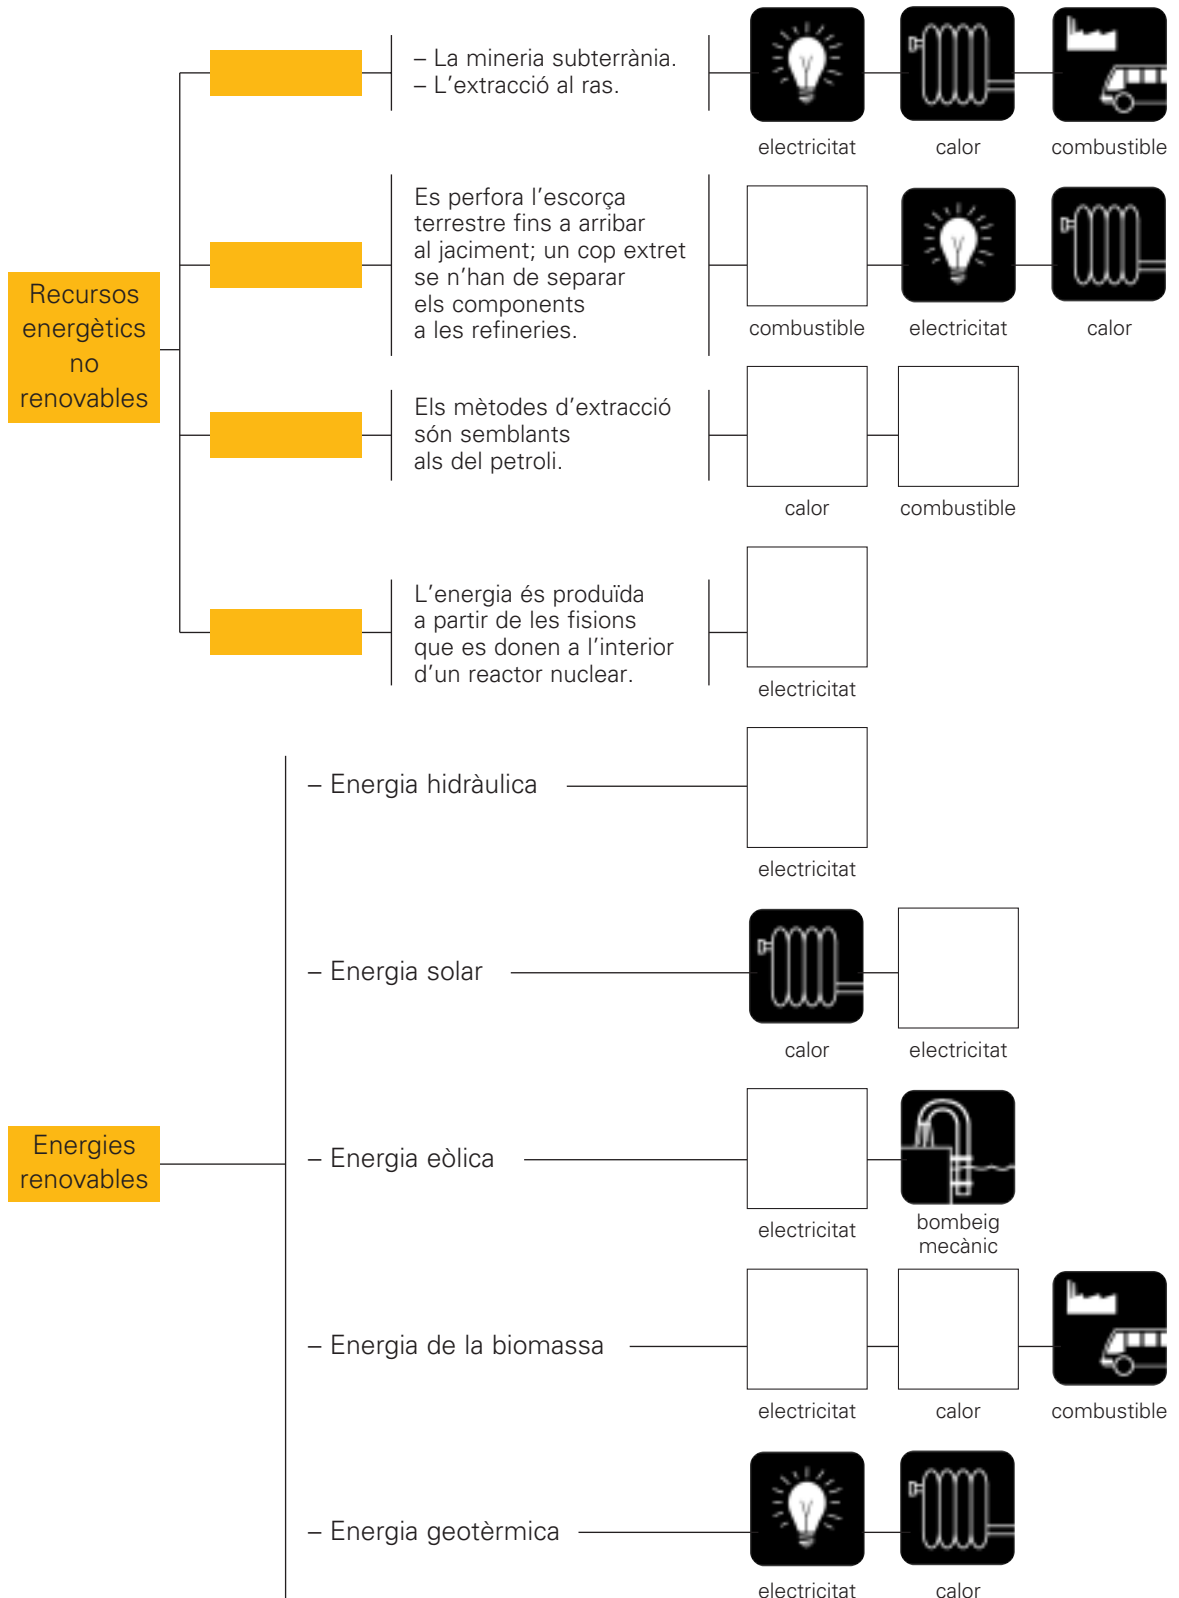 – La mineria subterrània.
– L'extracció al ras.
electricitat
calor
combustible
Es perfora l'escorça
terrestre fins a arribar
al jaciment; un cop extret
se n'han de separar
els components
a les refineries.
combustible
electricitat
calor
Recursos
energètics
no
renovables
Els mètodes d'extracció
són semblants
als del petroli.
calor
combustible
L'energia és produïda
a partir de les fisions
que es donen a l'interior
d'un reactor nuclear.
electricitat
– Energia hidràulica
electricitat
– Energia solar
calor
electricitat
Energies
renovables
– Energia eòlica
electricitat
bombeig
mecànic
– Energia de la biomassa
electricitat
calor
combustible
– Energia geotèrmica
electricitat
calor